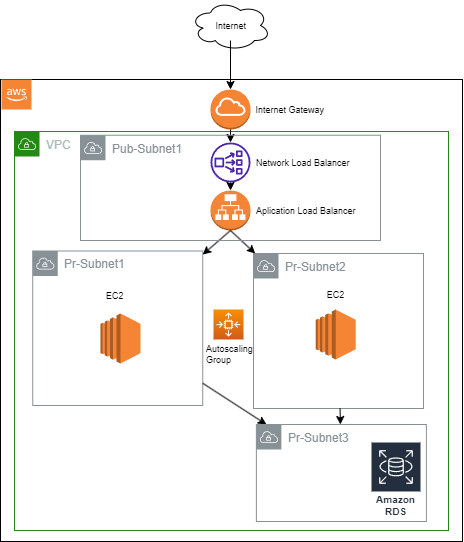 Internet
aws
Internet Gateway
VPC
Pub-Subnet1
Network Load Balancer
Aplication Load Balancer
Pr-Subnet1
Pr-Subnet2
EC2
EC2
Autoscaling
Group
Pr-Subnet3
Amazon
RDS